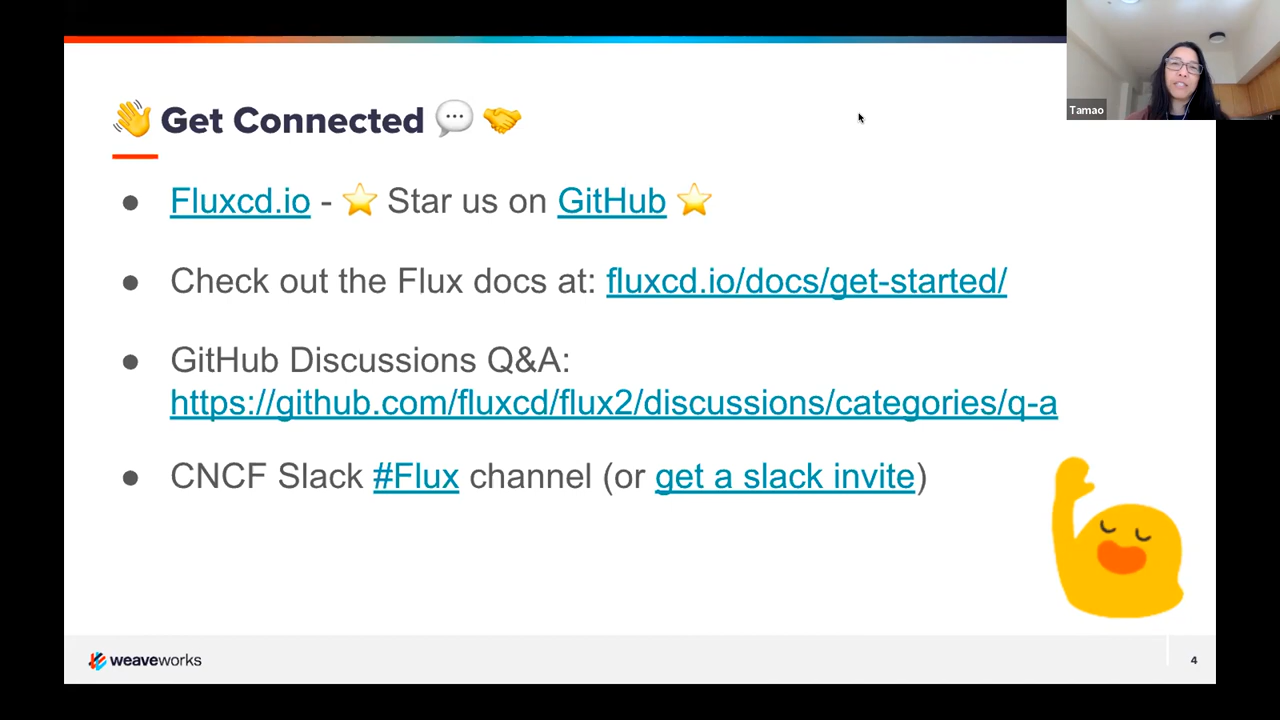 👋 Get Connected 💬 🤝
Tamao
● Fluxcd.io - ⭐ Star us on GitHub ⭐
● Check out the Flux docs at: fluxcd.io/docs/get-started/
● GitHub Discussions Q&A:
https://github.com/fluxcd/flux2/discussions/categories/q-a
● CNCF Slack #Flux channel (or get a slack invite)
weaveworks
4